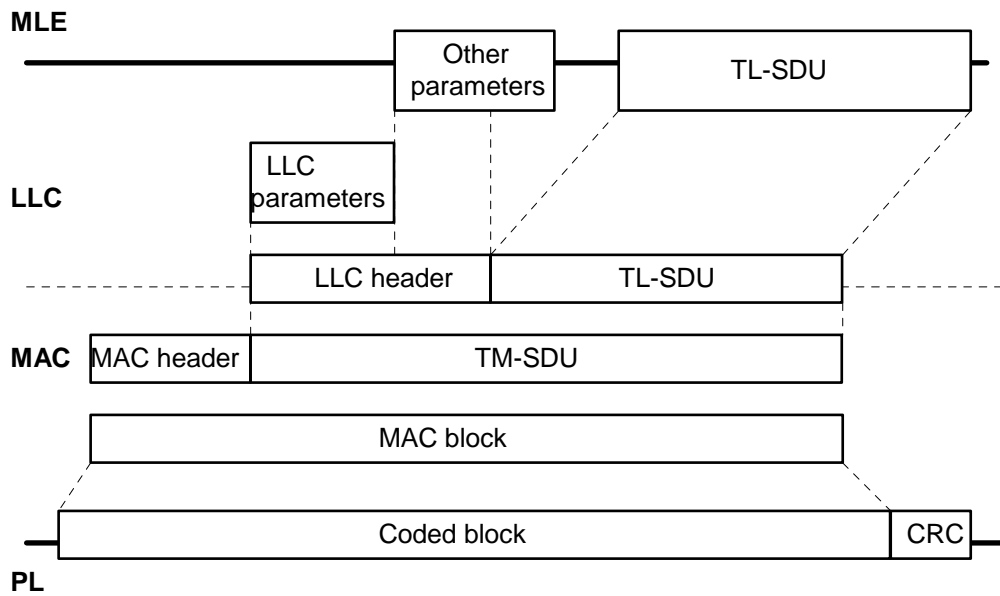 MLE
Other
parameters
TL-SDU
LLC
parameters
LLC
LLC header
TL-SDU
MAC
MAC header
TM-SDU
MAC block
Coded block
CRC
PL